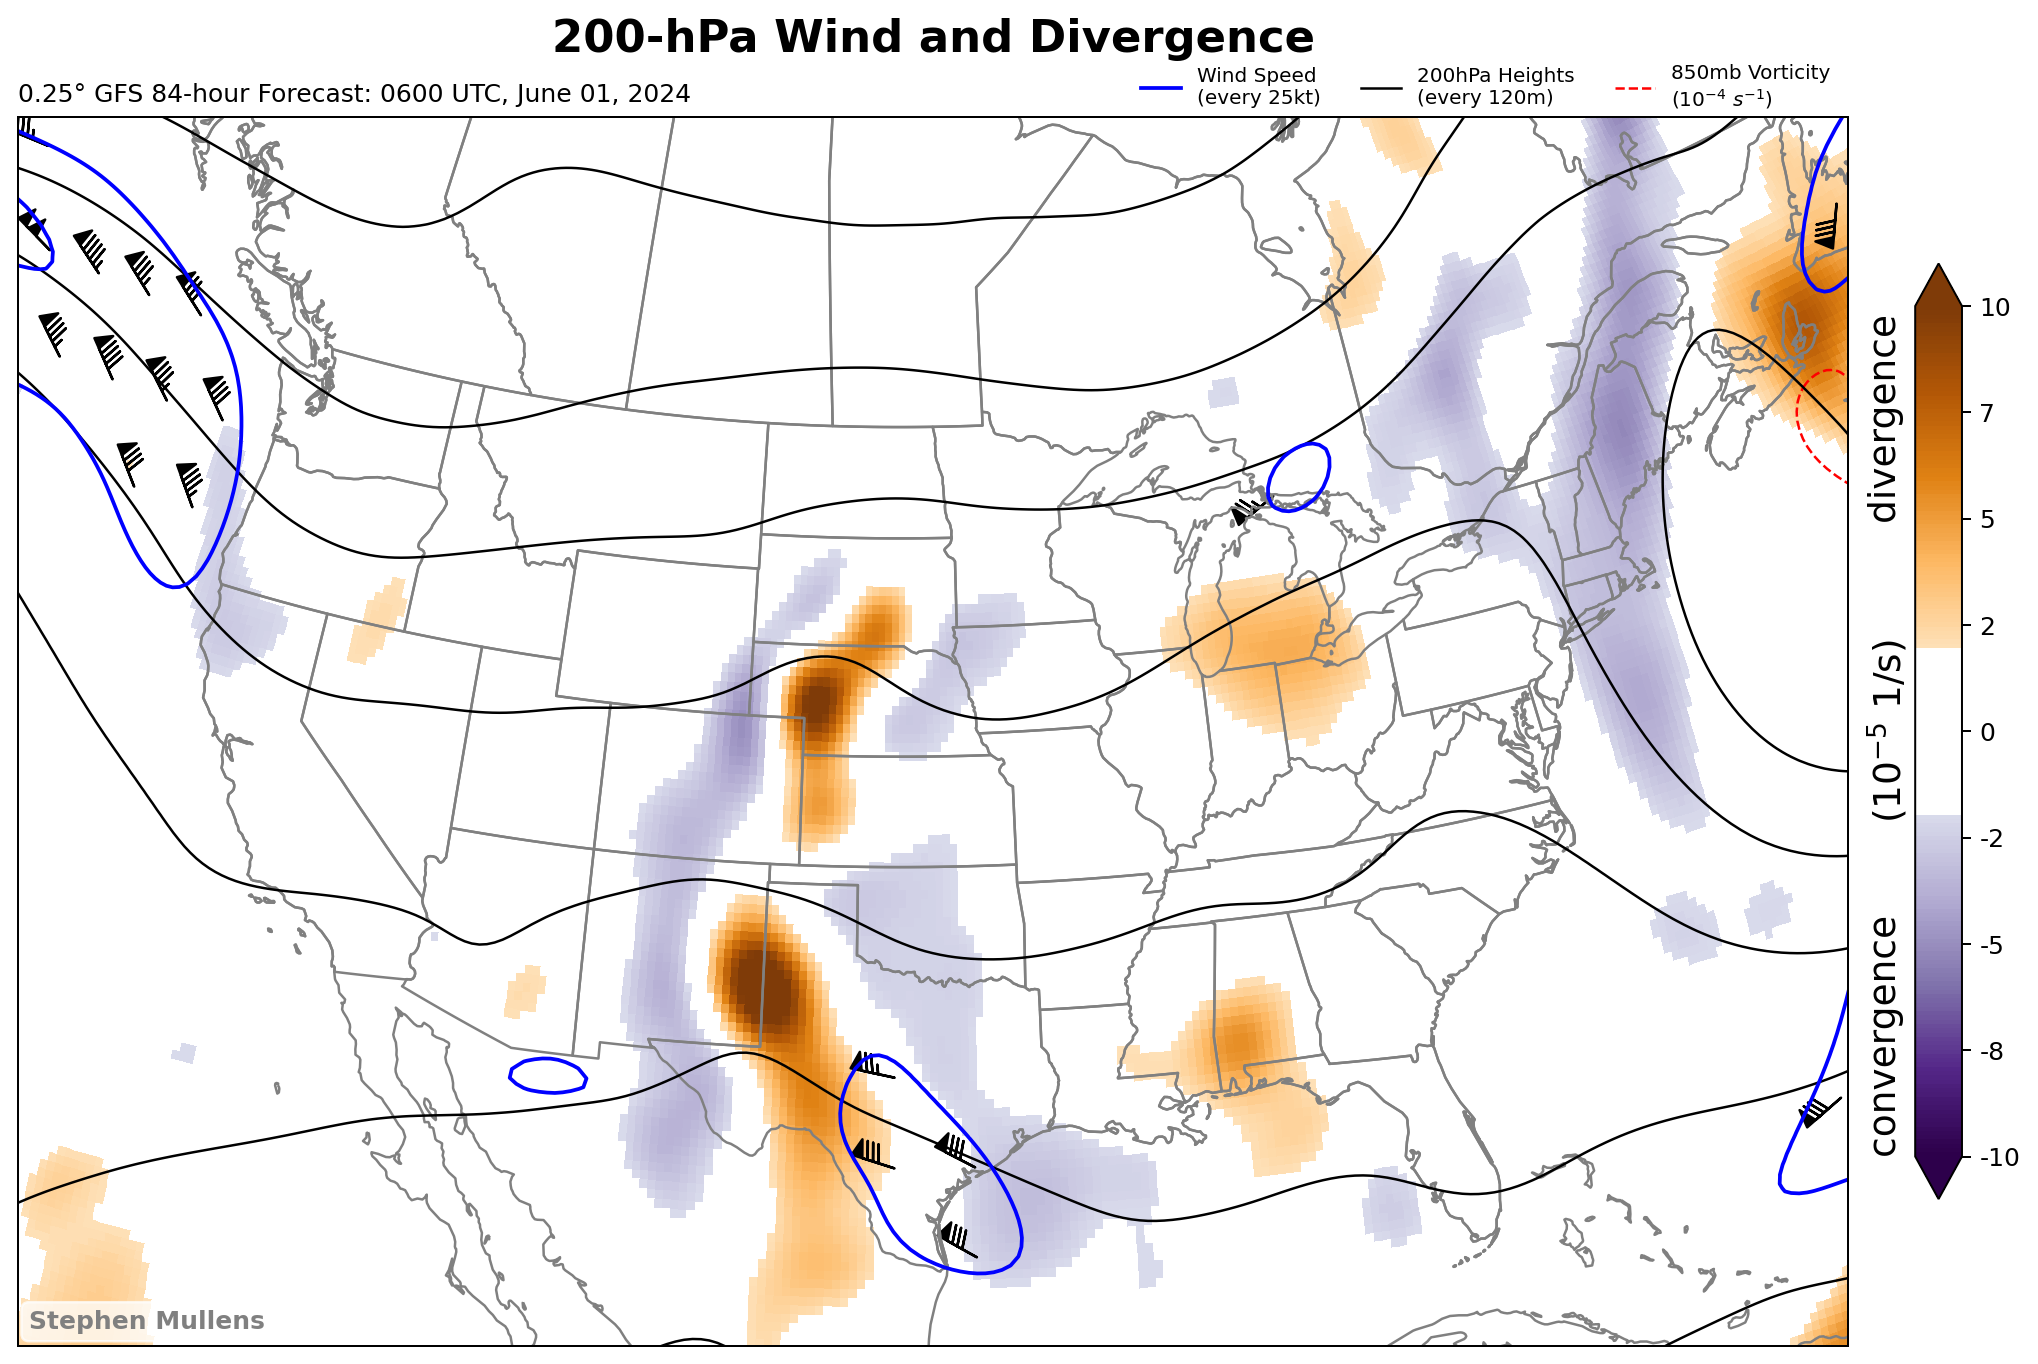 200-hPa Wind and Divergence
0.25° GFS 84-hour Forecast: 0600 UTC, June 01, 2024
Wind Speed
(every 25kt)
200hPa Heights
(every 120m)
850mb Vorticity
(10⁻⁴ s⁻¹)
10
7
5
2
0
-2
-5
-8
-10
convergence (10⁻⁵ 1/s) divergence
Stephen Mullens